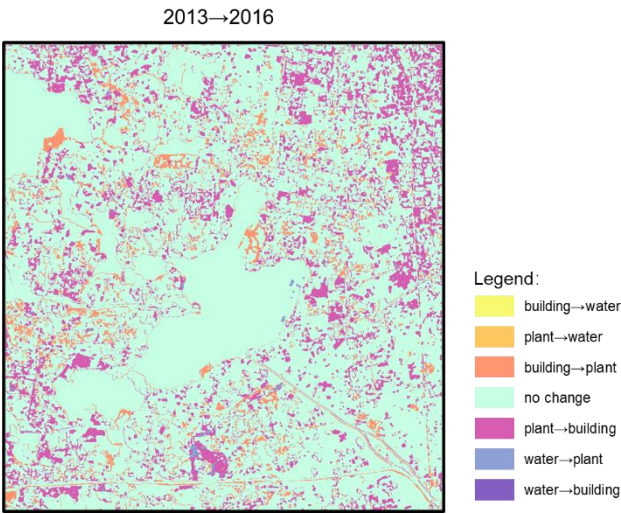 2013→2016
Legend:
building→water
plant→water
building→plant
no change
plant→building
water→plant
water→building